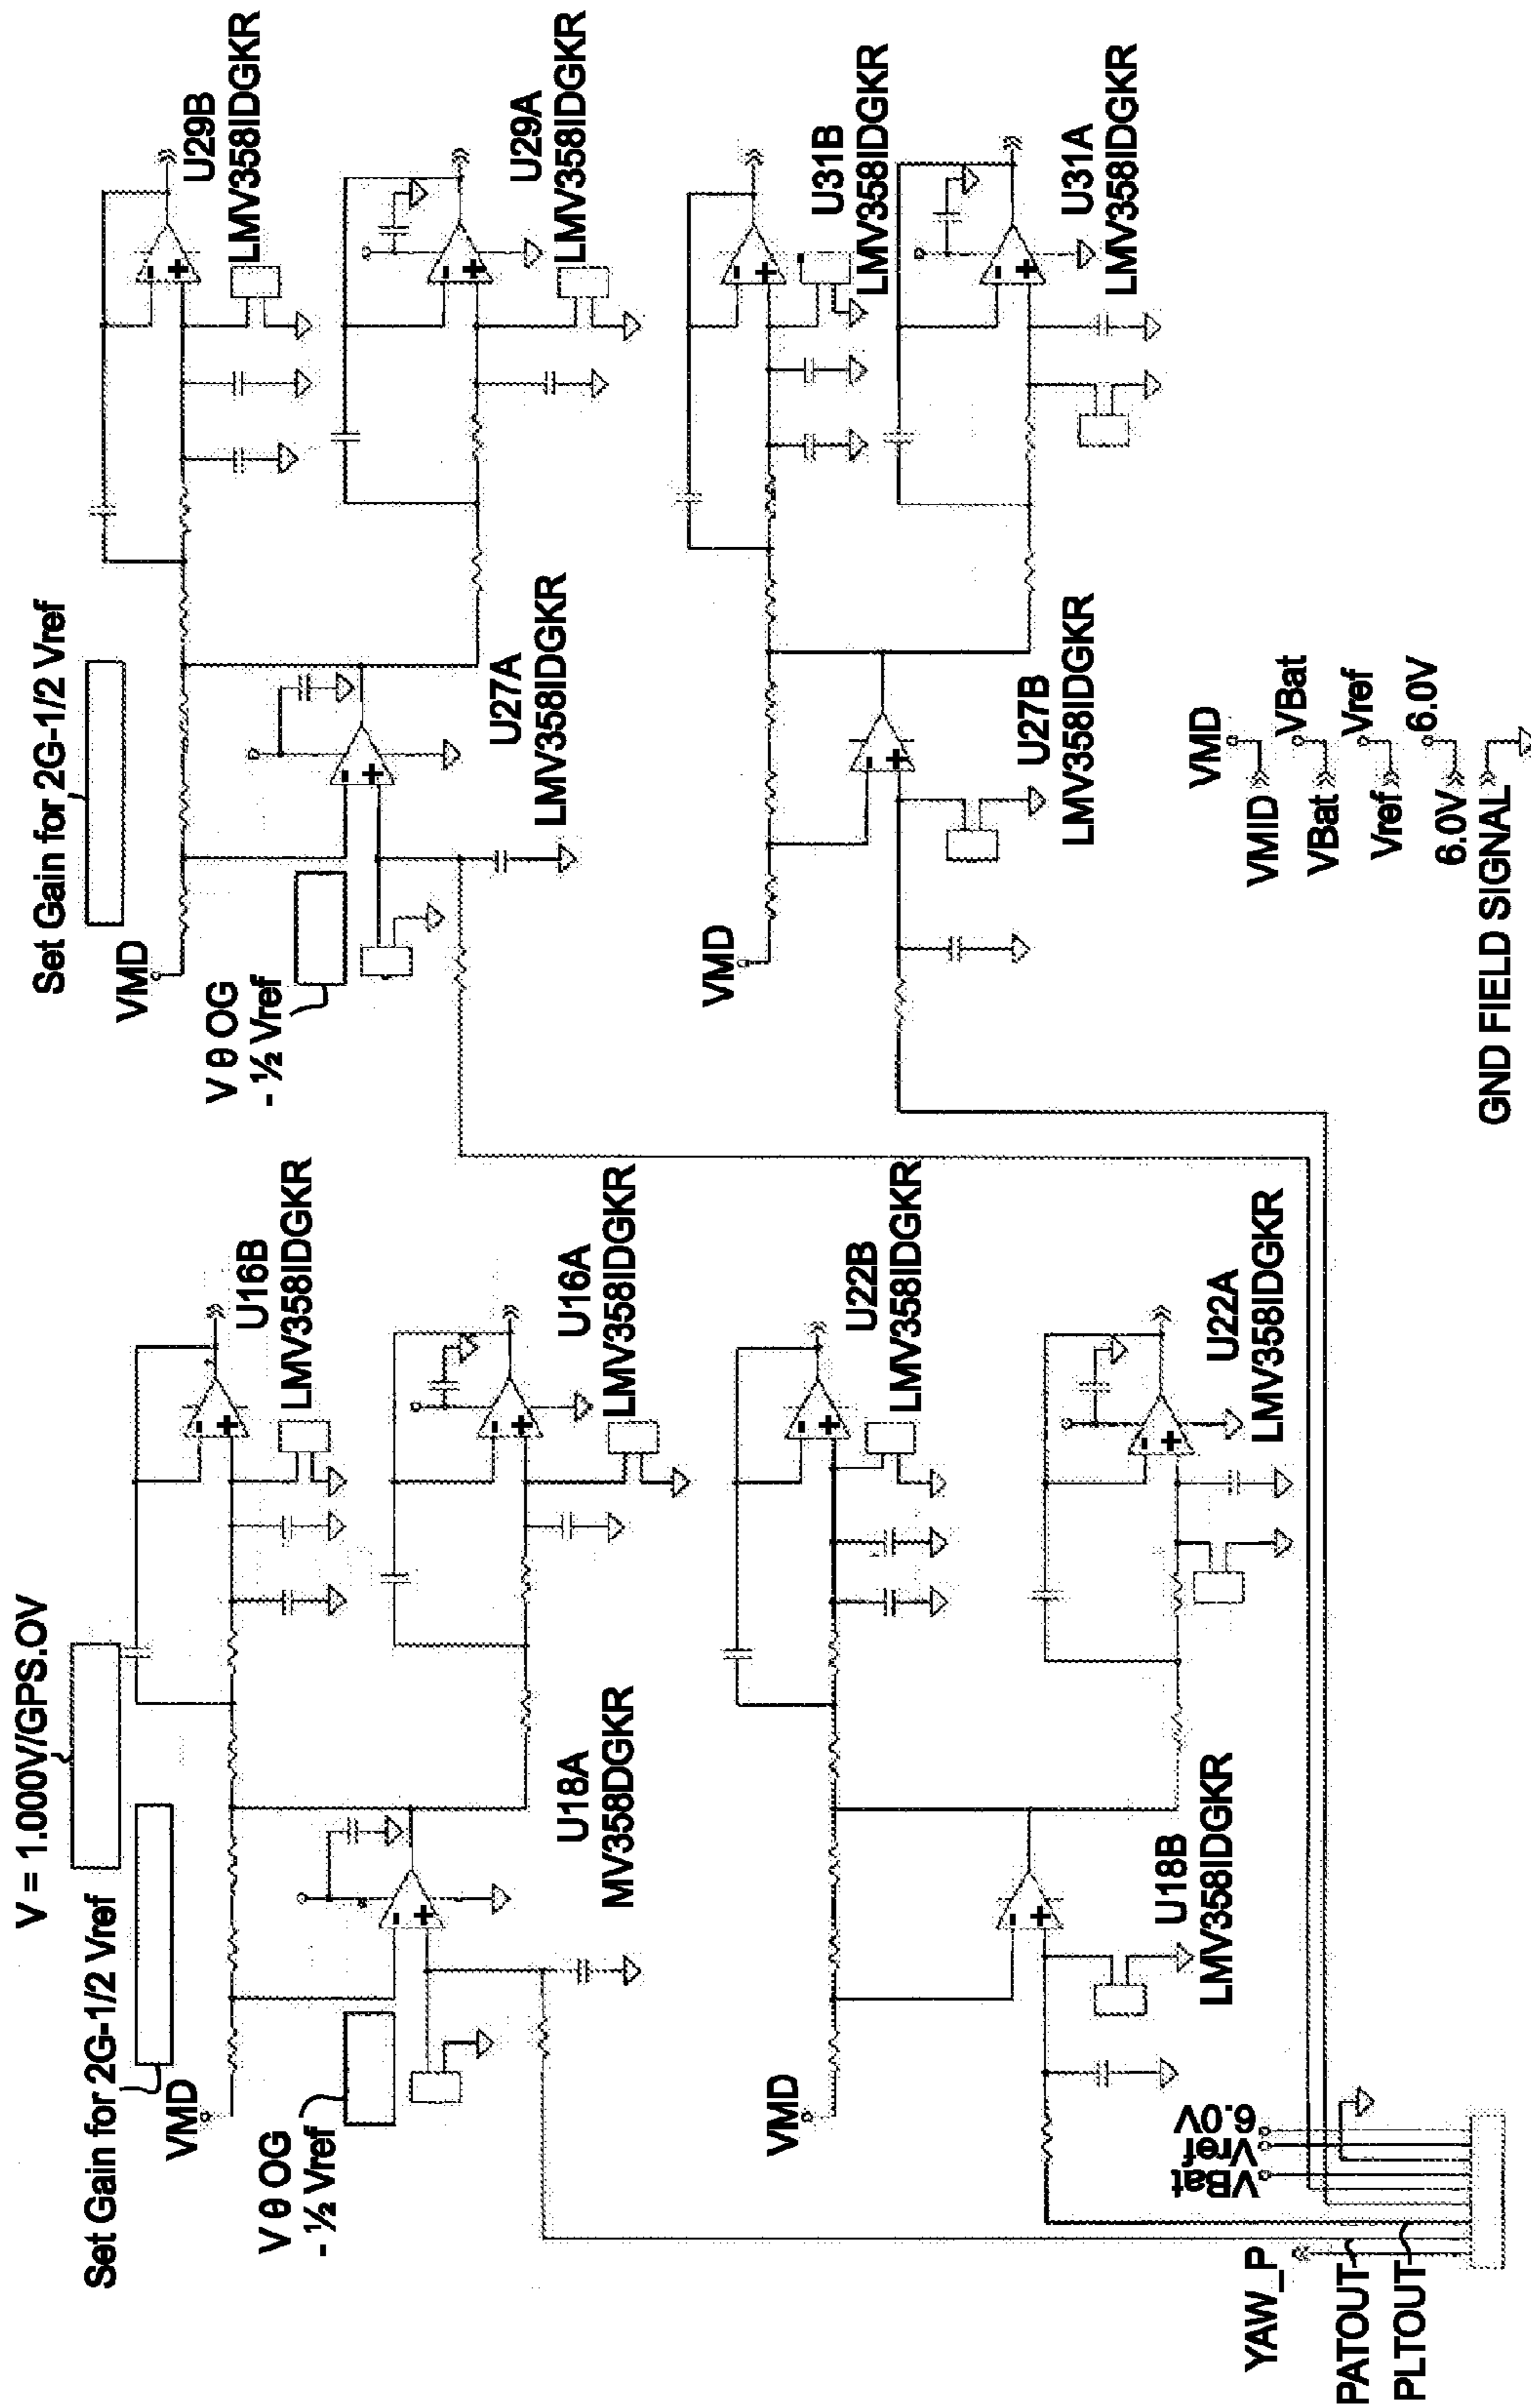 V = 1.000V/GPS.OV
Set Gain for 2G-1/2 Vref
VMD
V θ OG
- ½ Vref
U16B
LMV358IDGKR
U16A
LMV358IDGKR
U18A
MV358DGKR
VMD
U22B
LMV358IDGKR
U22A
LMV358IDGKR
U18B
LMV358IDGKR
YAW_P
PATOUT
PLTOUT
VBat
Vref
6.0V
Set Gain for 2G-1/2 Vref
VMD
V θ OG
- ½ Vref
U29B
LMV358IDGKR
U29A
LMV358IDGKR
U27A
LMV358IDGKR
VMD
U31B
LMV358IDGKR
U31A
LMV358IDGKR
U27B
LMV358IDGKR
VMD
VMID
VBat
VBat
Vref
Vref
6.0V
6.0V
GND FIELD SIGNAL